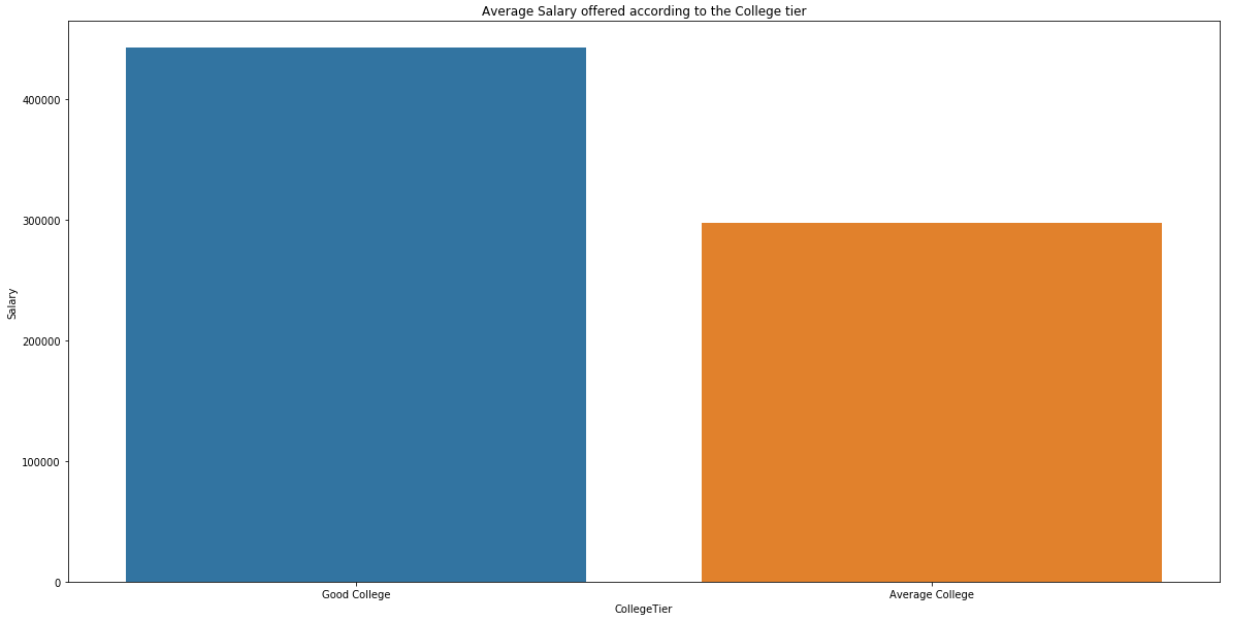 Average Salary offered according to the College tier
400000
300000
200000
100000
0
Salary
Good College
Average College
CollegeTier